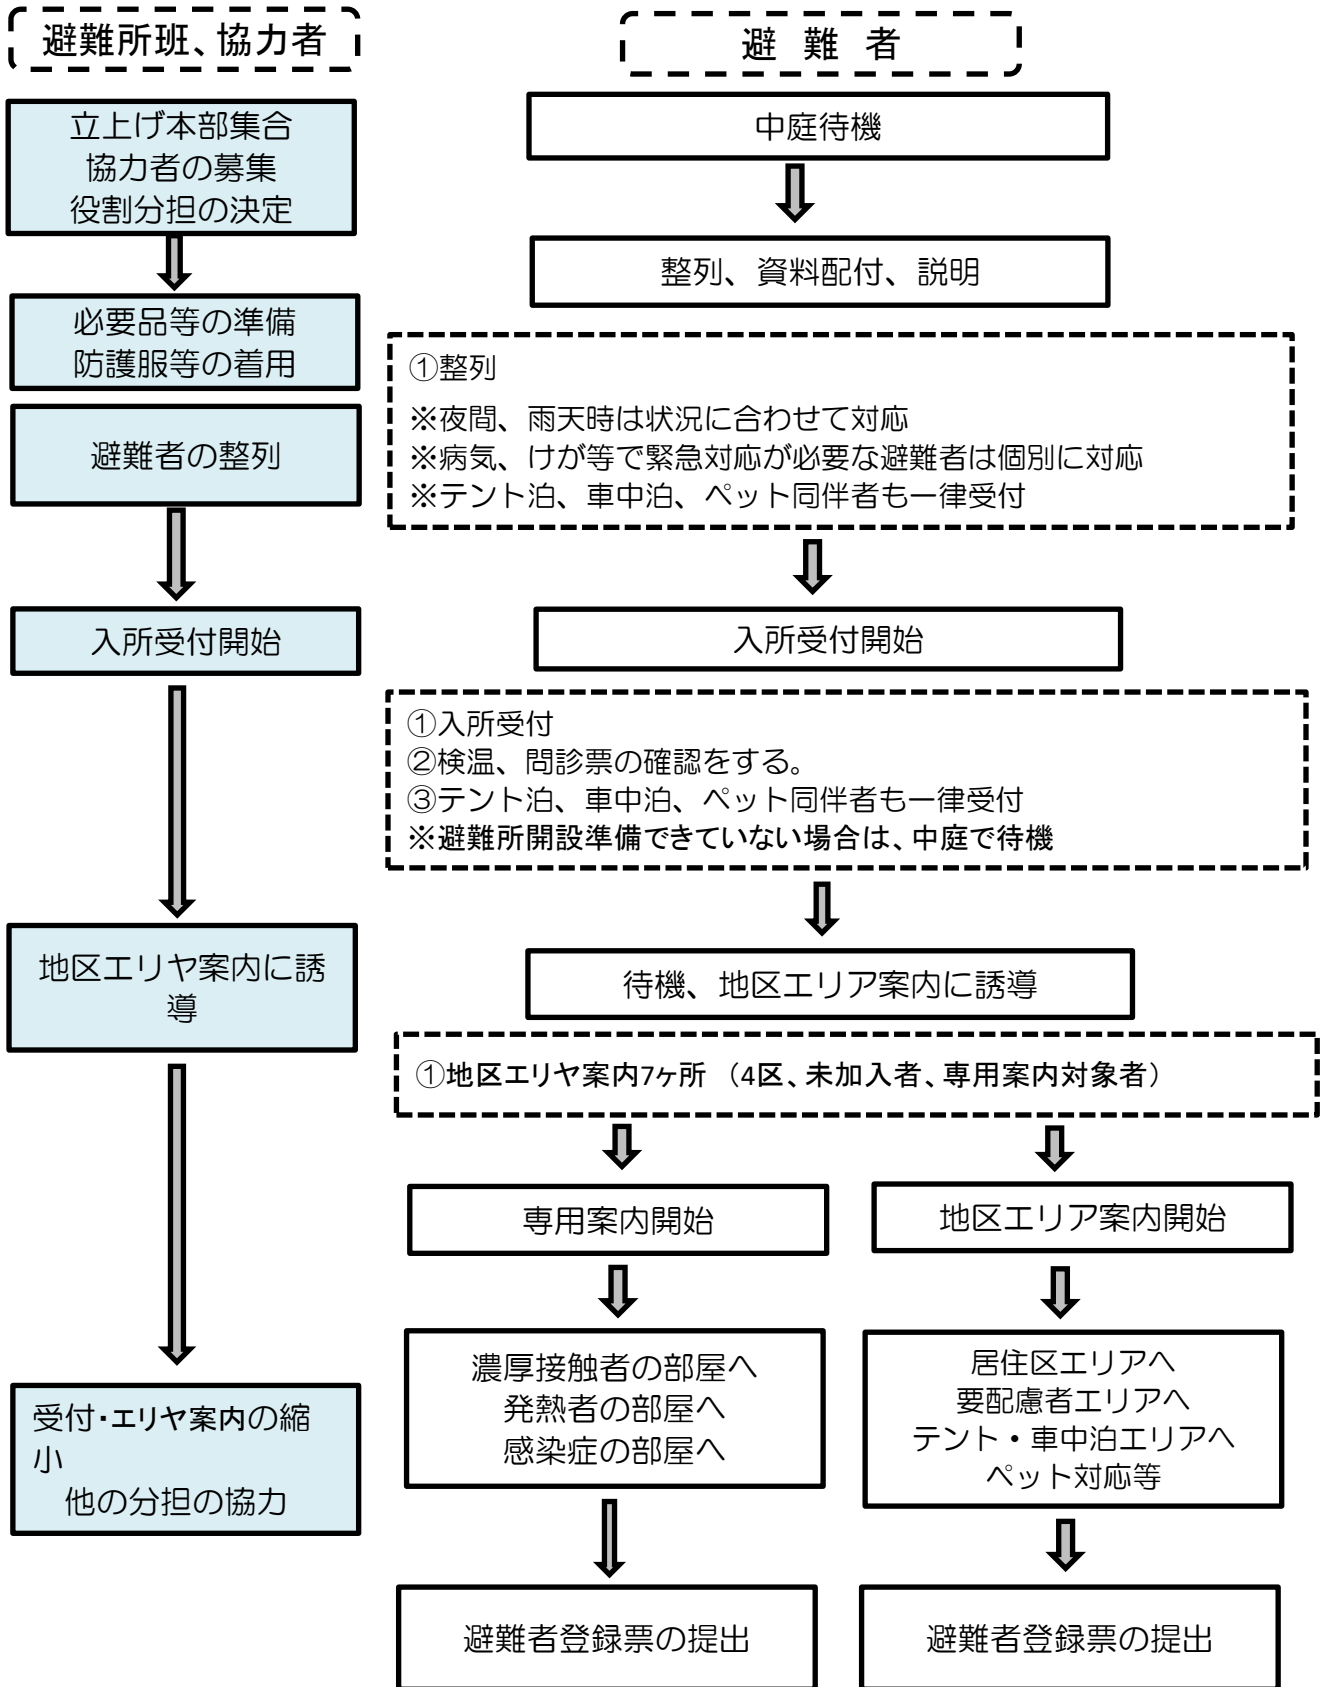 避難所班、協力者
立上げ本部集合
協力者の募集
役割分担の決定
必要品等の準備
防護服等の着用
避難者の整列
入所受付開始
地区エリヤ案内に誘
導
受付・エリヤ案内の縮
小
他の分担の協力
避 難 者
中庭待機
整列、資料配付、説明
①整列
※夜間、雨天時は状況に合わせて対応
※病気、けが等で緊急対応が必要な避難者は個別に対応
※テント泊、車中泊、ペット同伴者も一律受付
入所受付開始
①入所受付
②検温、問診票の確認をする。
③テント泊、車中泊、ペット同伴者も一律受付
※避難所開設準備できていない場合は、中庭で待機
待機、地区エリア案内に誘導
①地区エリヤ案内7ヶ所 （4区、未加入者、専用案内対象者）
専用案内開始
濃厚接触者の部屋へ
発熱者の部屋へ
感染症の部屋へ
避難者登録票の提出
地区エリア案内開始
居住区エリアへ
要配慮者エリアへ
テント・車中泊エリアへ
ペット対応等
避難者登録票の提出